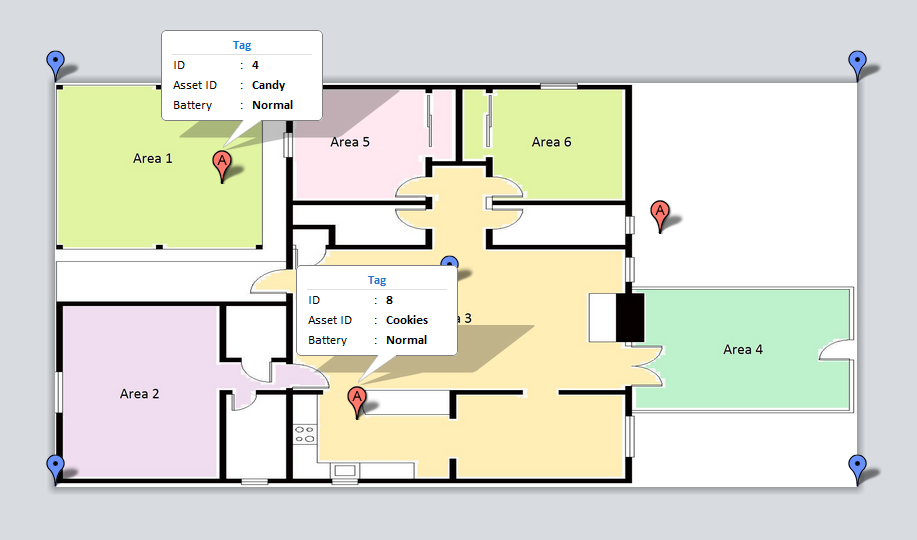 Tag
ID : 4
Asset ID : Candy
Battery : Normal
Area 1
A
Area 5
Area 6
A
Tag
ID : 8
Asset ID : Cookies
Battery : Normal
a 3
Area 4
Area 2
A